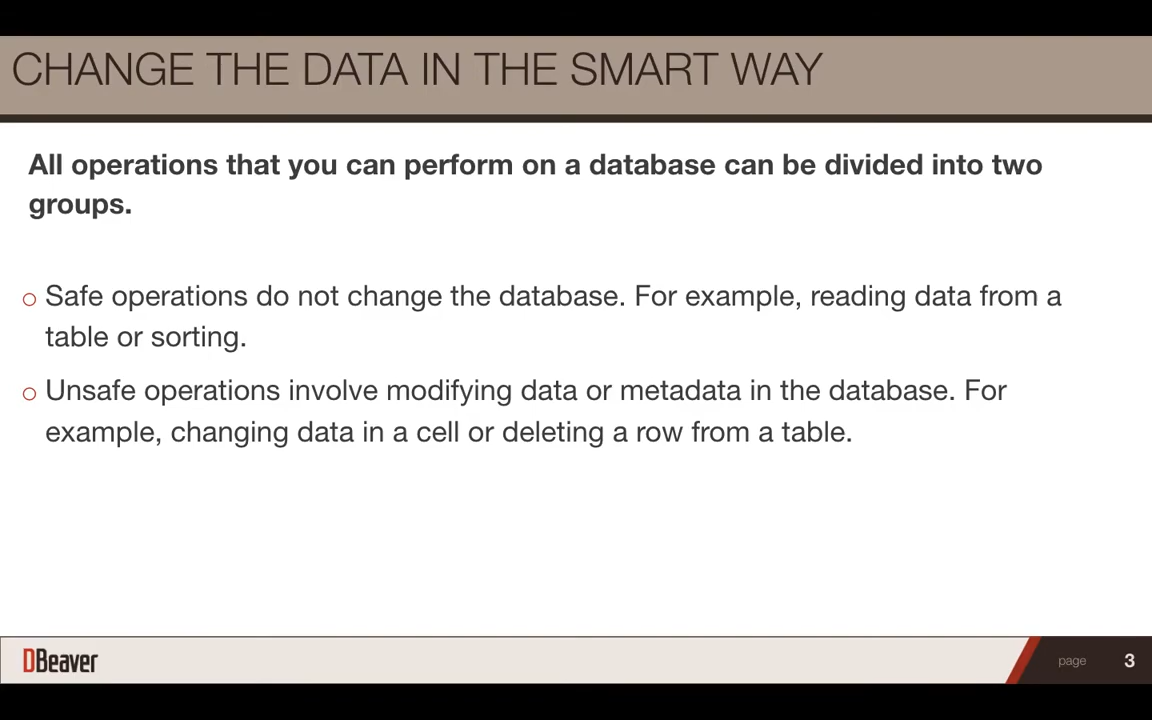 CHANGE THE DATA IN THE SMART WAY
All operations that you can perform on a database can be divided into two
groups.
o Safe operations do not change the database. For example, reading data from a
table or sorting.
o Unsafe operations involve modifying data or metadata in the database. For
example, changing data in a cell or deleting a row from a table.
DBeaver
page 3